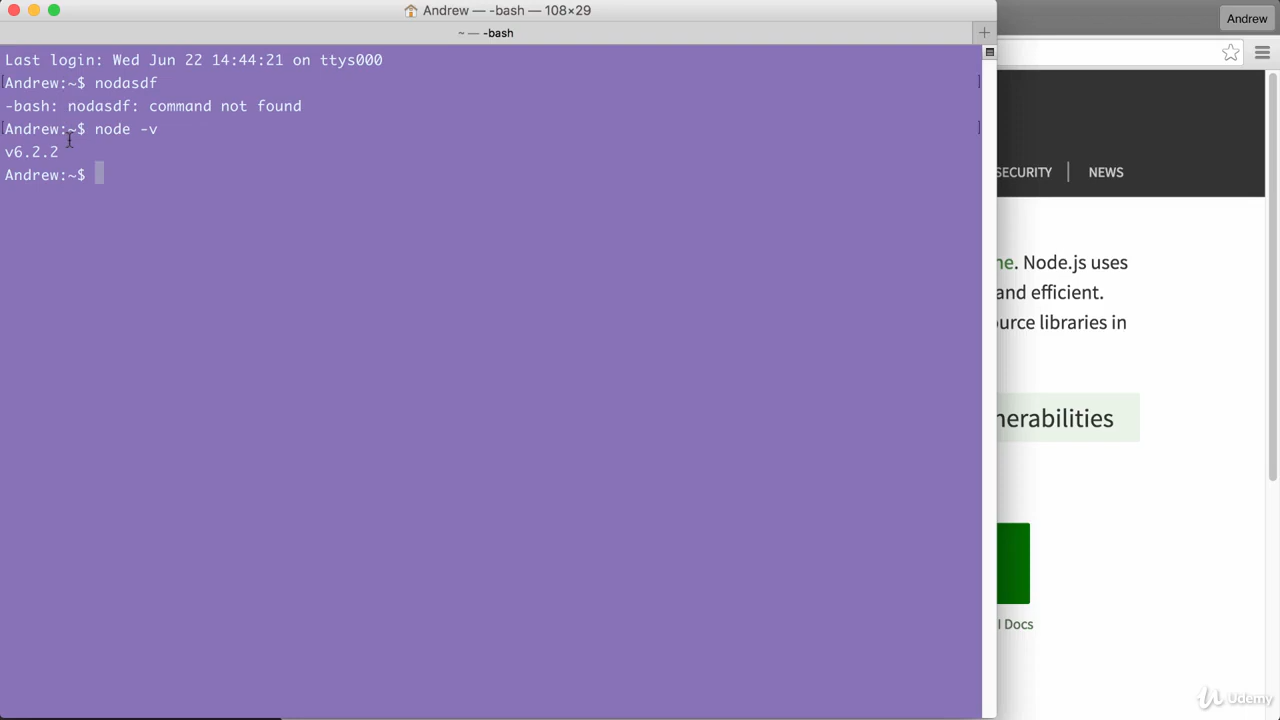 Andrew — -bash — 108×29
Andrew
~ — -bash
Last login: Wed Jun 22 14:44:21 on ttys000
Andrew:~$ nodasdf
-bash: nodasdf: command not found
Andrew:~$ node -v
v6.2.2
Andrew:~$
SECURITY | NEWS
ne. Node.js uses
and efficient.
ource libraries in
nerabilities
I Docs
Udemy